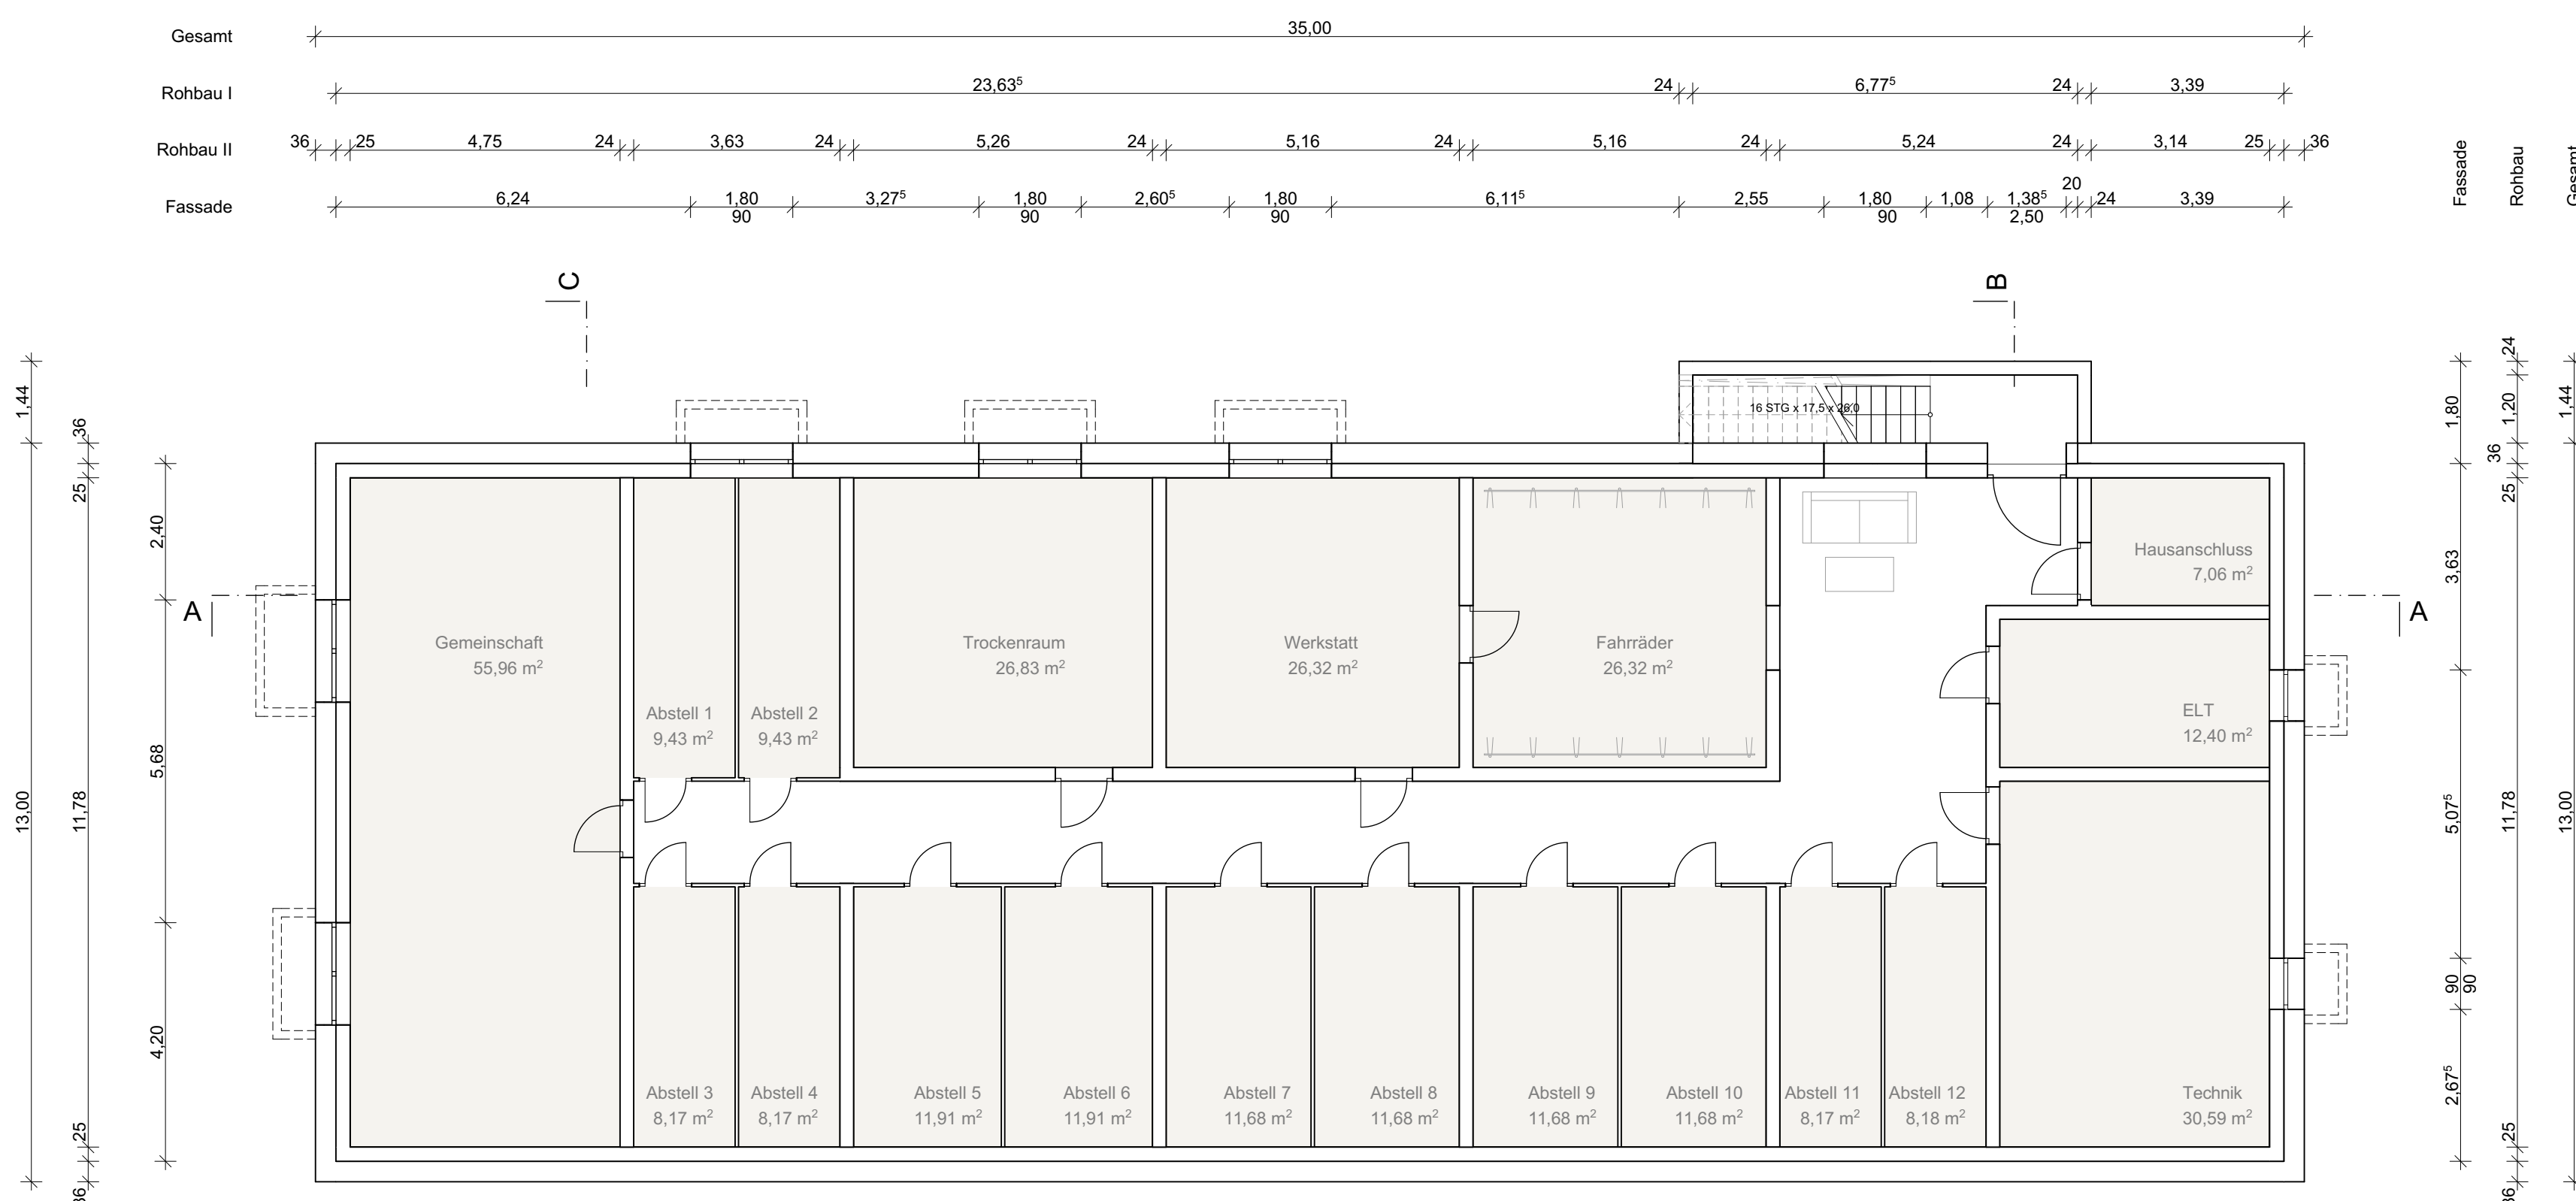 Gesamt
35,00
Rohbau I
23,63⁵
24
6,77⁵
24
3,39
Rohbau II
36
25
4,75
24
3,63
24
5,26
24
5,16
24
5,16
24
5,24
24
3,14
25
36
Fassade
6,24
1,80
90
3,27⁵
1,80
90
2,60⁵
1,80
90
6,11⁵
2,55
1,80
90
1,08
1,38⁵
2,50
20
24
3,39
Fassade
Rohbau
Gesamt
C
B
1,44
13,00
36
25
11,78
25
36
2,40
5,68
4,20
A
A
16 STG x 17,5 x 26,0
Gemeinschaft
55,96 m²
Abstell 1
9,43 m²
Abstell 2
9,43 m²
Trockenraum
26,83 m²
Werkstatt
26,32 m²
Fahrräder
26,32 m²
Hausanschluss
7,06 m²
ELT
12,40 m²
Abstell 3
8,17 m²
Abstell 4
8,17 m²
Abstell 5
11,91 m²
Abstell 6
11,91 m²
Abstell 7
11,68 m²
Abstell 8
11,68 m²
Abstell 9
11,68 m²
Abstell 10
11,68 m²
Abstell 11
8,17 m²
Abstell 12
8,18 m²
Technik
30,59 m²
1,80
3,63
5,07⁵
90
90
2,67⁵
24
1,20
36
25
11,78
25
36
1,44
13,00